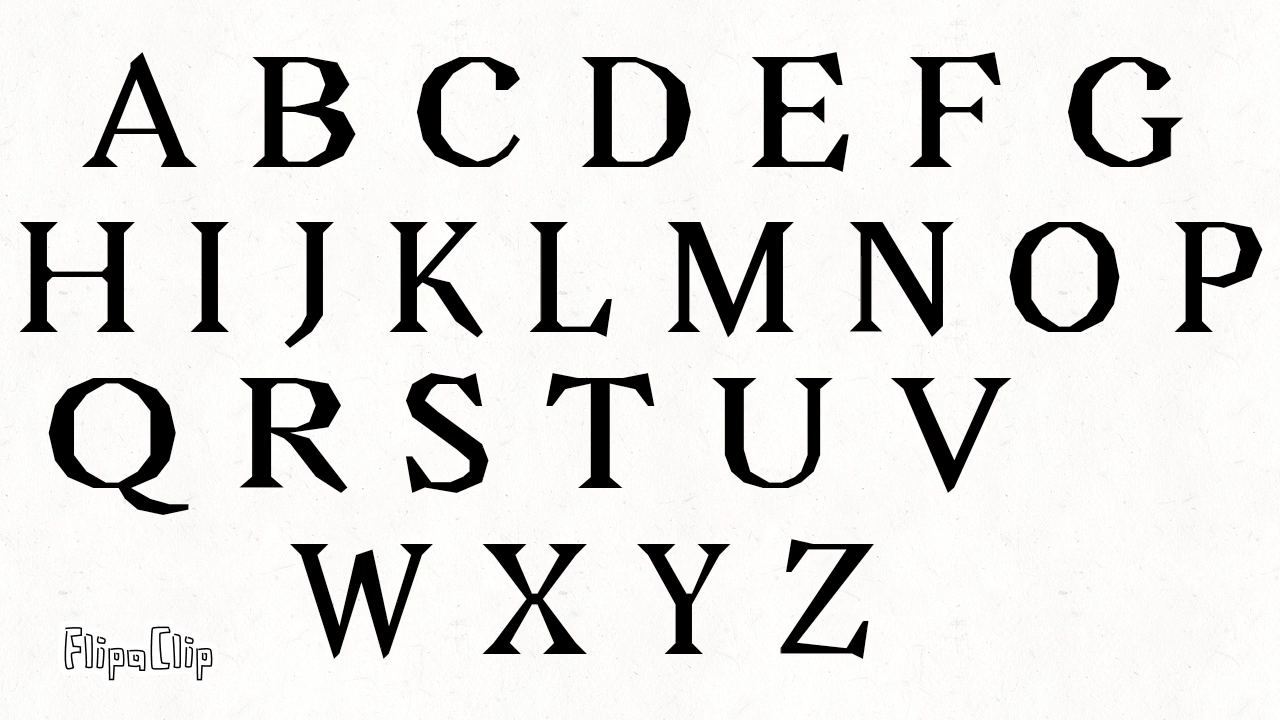 A B C D E F G
H I J K L M N O P
Q R S T U V
W X Y Z
FlipaClip